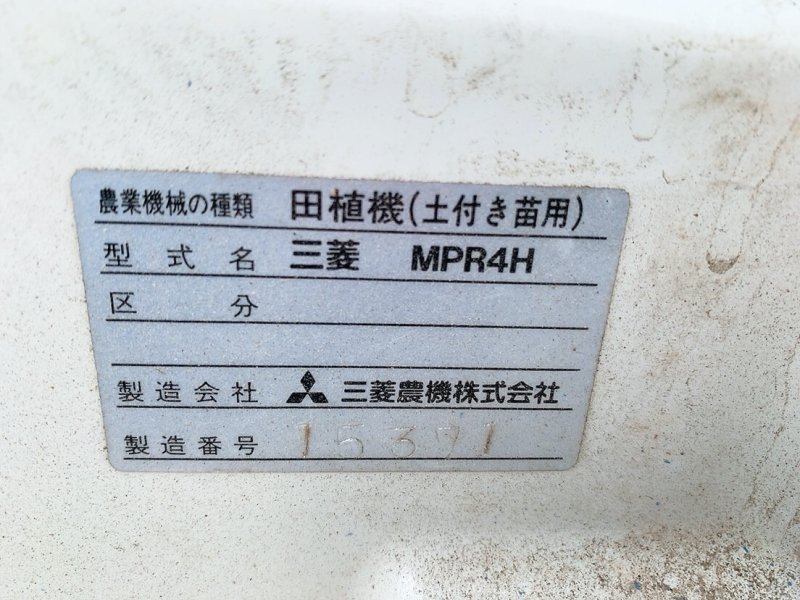 農業機械の種類 田植機(土付き苗用)
型式名 三菱 MPR4H
区分
製造会社 三菱農機株式会社
製造番号 15371